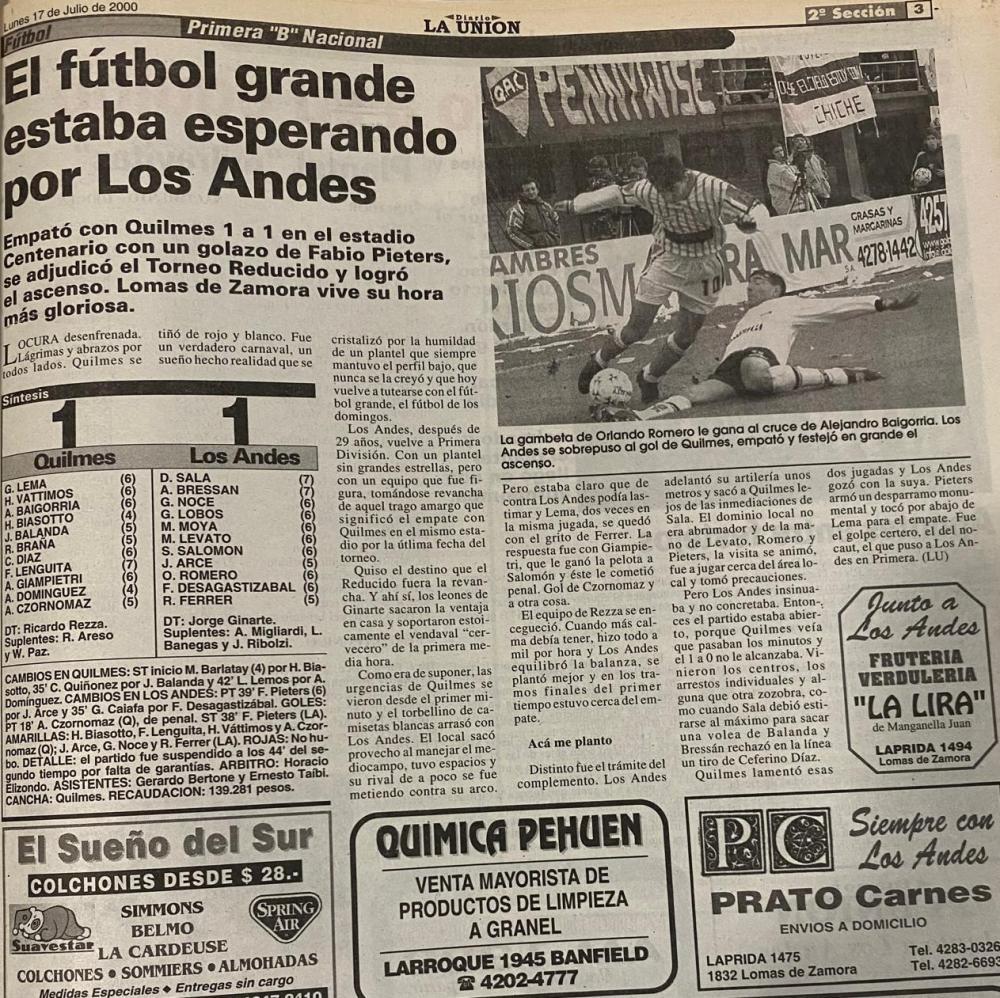 Lunes 17 de Julio de 2000
Diario
LA UNION
2º Sección 3
Fútbol
Primera "B" Nacional
El fútbol grande
estaba esperando
por Los Andes
Empató con Quilmes 1 a 1 en el estadio
Centenario con un golazo de Fabio Pieters,
se adjudicó el Torneo Reducido y logró
el ascenso. Lomas de Zamora vive su hora
más gloriosa.
LOCURA desenfrenada.
Lágrimas y abrazos por
todos lados. Quilmes se
tiñó de rojo y blanco. Fue
un verdadero carnaval, un
sueño hecho realidad que se
cristalizó por la humildad
de un plantel que siempre
mantuvo el perfil bajo, que
nunca se la creyó y que hoy
vuelve a tutearse con el fút-
bol grande, el fútbol de los
domingos.
Los Andes, después de
29 años, vuelve a Primera
División. Con un plantel
sin grandes estrellas, pero
con un equipo que fue fi-
gura, tomándose revancha
de aquel trago amargo que
significó el empate con
Quilmes en el mismo esta-
dio por la útlima fecha del
torneo.
Quiso el destino que el
Reducido fuera la revan-
cha. Y ahí sí, los leones de
Ginarte sacaron la ventaja
en casa y soportaron estoi-
camente el vendaval "cer-
vecero" de la primera me-
dia hora.
Como era de suponer, las
urgencias de Quilmes se
vieron desde el primer mi-
nuto y el torbellino de ca-
misetas blancas arrasó con
Los Andes. El local sacó
provecho al manejar el me-
diocampo, tuvo espacios y
su rival de a poco se fue
metiendo contra su arco.
Síntesis
1 1
Quilmes
G. LEMA (6)
H. VATTIMOS (6)
A. BAIGORRIA (6)
H. BIASOTTO (4)
J. BALANDA (5)
R. BRAÑA (6)
C. DIAZ (6)
F. LENGUITA (7)
A. GIAMPIETRI (6)
A. DOMINGUEZ (4)
A. CZORNOMAZ (5)
DT: Ricardo Rezza.
Suplentes: R. Areso
y W. Paz.
Los Andes
D. SALA (7)
A. BRESSAN (7)
G. NOCE (6)
G. LOBOS (6)
M. MOYA (6)
M. LEVATO (6)
S. SALOMON (6)
J. ARCE (5)
O. ROMERO (6)
F. DESAGASTIZABAL (6)
R. FERRER (5)
DT: Jorge Ginarte.
Suplentes: A. Migliardi, L.
Banegas y J. Ribolzi.
CAMBIOS EN QUILMES: ST inicio M. Barlatay (4) por H. Bia-
sotto, 35' C. Quiñonez por J. Balanda y 42' L. Lemos por A.
Domínguez. CAMBIOS EN LOS ANDES: PT 39' F. Pieters (6)
por J. Arce y 35' G. Caiafa por F. Desagastizábal. GOLES:
PT 18' A. Czornomaz (Q), de penal. ST 38' F. Pieters (LA).
AMARILLAS: H. Biasotto, F. Lenguita, H. Váttimos y A. Czor-
nomaz (Q); J. Arce, G. Noce y R. Ferrer (LA). ROJAS: No hu-
bo. DETALLE: el partido fue suspendido a los 44' del se-
gundo tiempo por falta de garantías. ARBITRO: Horacio
Elizondo. ASISTENTES: Gerardo Bertone y Ernesto Taibi.
CANCHA: Quilmes. RECAUDACION: 139.281 pesos.
Q.A.C.
PENNYWISE
CHICHE
GRASAS Y
MARGARINAS
AMBRES
RIOSM
MAR
S.A.
4278-1442
4257
10
La gambeta de Orlando Romero le gana al cruce de Alejandro Baigorria. Los
Andes se sobrepuso al gol de Quilmes, empató y festejó en grande el
ascenso.
Pero estaba claro que de
contra Los Andes podía las-
timar y Lema, dos veces en
la misma jugada, se quedó
con el grito de Ferrer. La
respuesta fue con Giampie-
tri, que le ganó la pelota a
Salomón y éste le cometió
penal. Gol de Czornomaz y
a otra cosa.
El equipo de Rezza se en-
cegueció. Cuando más cal-
ma debía tener, hizo todo a
mil por hora y Los Andes
equilibró la balanza, se
plantó mejor y en los tra-
mos finales del primer
tiempo estuvo cerca del em-
pate.
Acá me planto
Distinto fue el trámite del
complemento. Los Andes
adelantó su artilería unos
metros y sacó a Quilmes le-
jos de las inmediaciones de
Sala. El dominio local no
era abrumador y de la ma-
no de Levato, Romero y
Pieters, la visita se animó,
fue a jugar cerca del área lo-
cal y tomó precauciones.
Pero Los Andes insinua-
ba y no concretaba. Enton-
ces el partido estaba abier-
to, porque Quilmes veía
que pasaban los minutos y
el 1 a 0 no le alcanzaba. Vi-
nieron los centros, los
arrestos individuales y al-
guna que otra zozobra, co-
mo cuando Sala debió esti-
rarse al máximo para sacar
una volea de Balanda y
Bressán rechazó en la línea
un tiro de Ceferino Díaz.
Quilmes lamentó esas
dos jugadas y Los Andes
gozó con la suya. Pieters
armó un desparramo monu-
mental y tocó por abajo de
Lema para el empate. Fue
el golpe certero, el del no-
caut, el que puso a Los An-
des en Primera. (LU)
Junto a
Los Andes
FRUTERIA
VERDULERIA
"LA LIRA"
de Manganella Juan
LAPRIDA 1494
Lomas de Zamora
El Sueño del Sur
COLCHONES DESDE $ 28.-
Suavestar
SIMMONS
BELMO
LA CARDEUSE
SPRING
AIR
COLCHONES • SOMMIERS • ALMOHADAS
Medidas Especiales ◆ Entregas sin cargo
QUIMICA PEHUEN
VENTA MAYORISTA DE
PRODUCTOS DE LIMPIEZA
A GRANEL
LARROQUE 1945 BANFIELD
☎ 4202-4777
PC
Siempre con
Los Andes
PRATO Carnes
ENVIOS A DOMICILIO
LAPRIDA 1475
1832 Lomas de Zamora
Tel. 4283-0326
Tel. 4282-6693